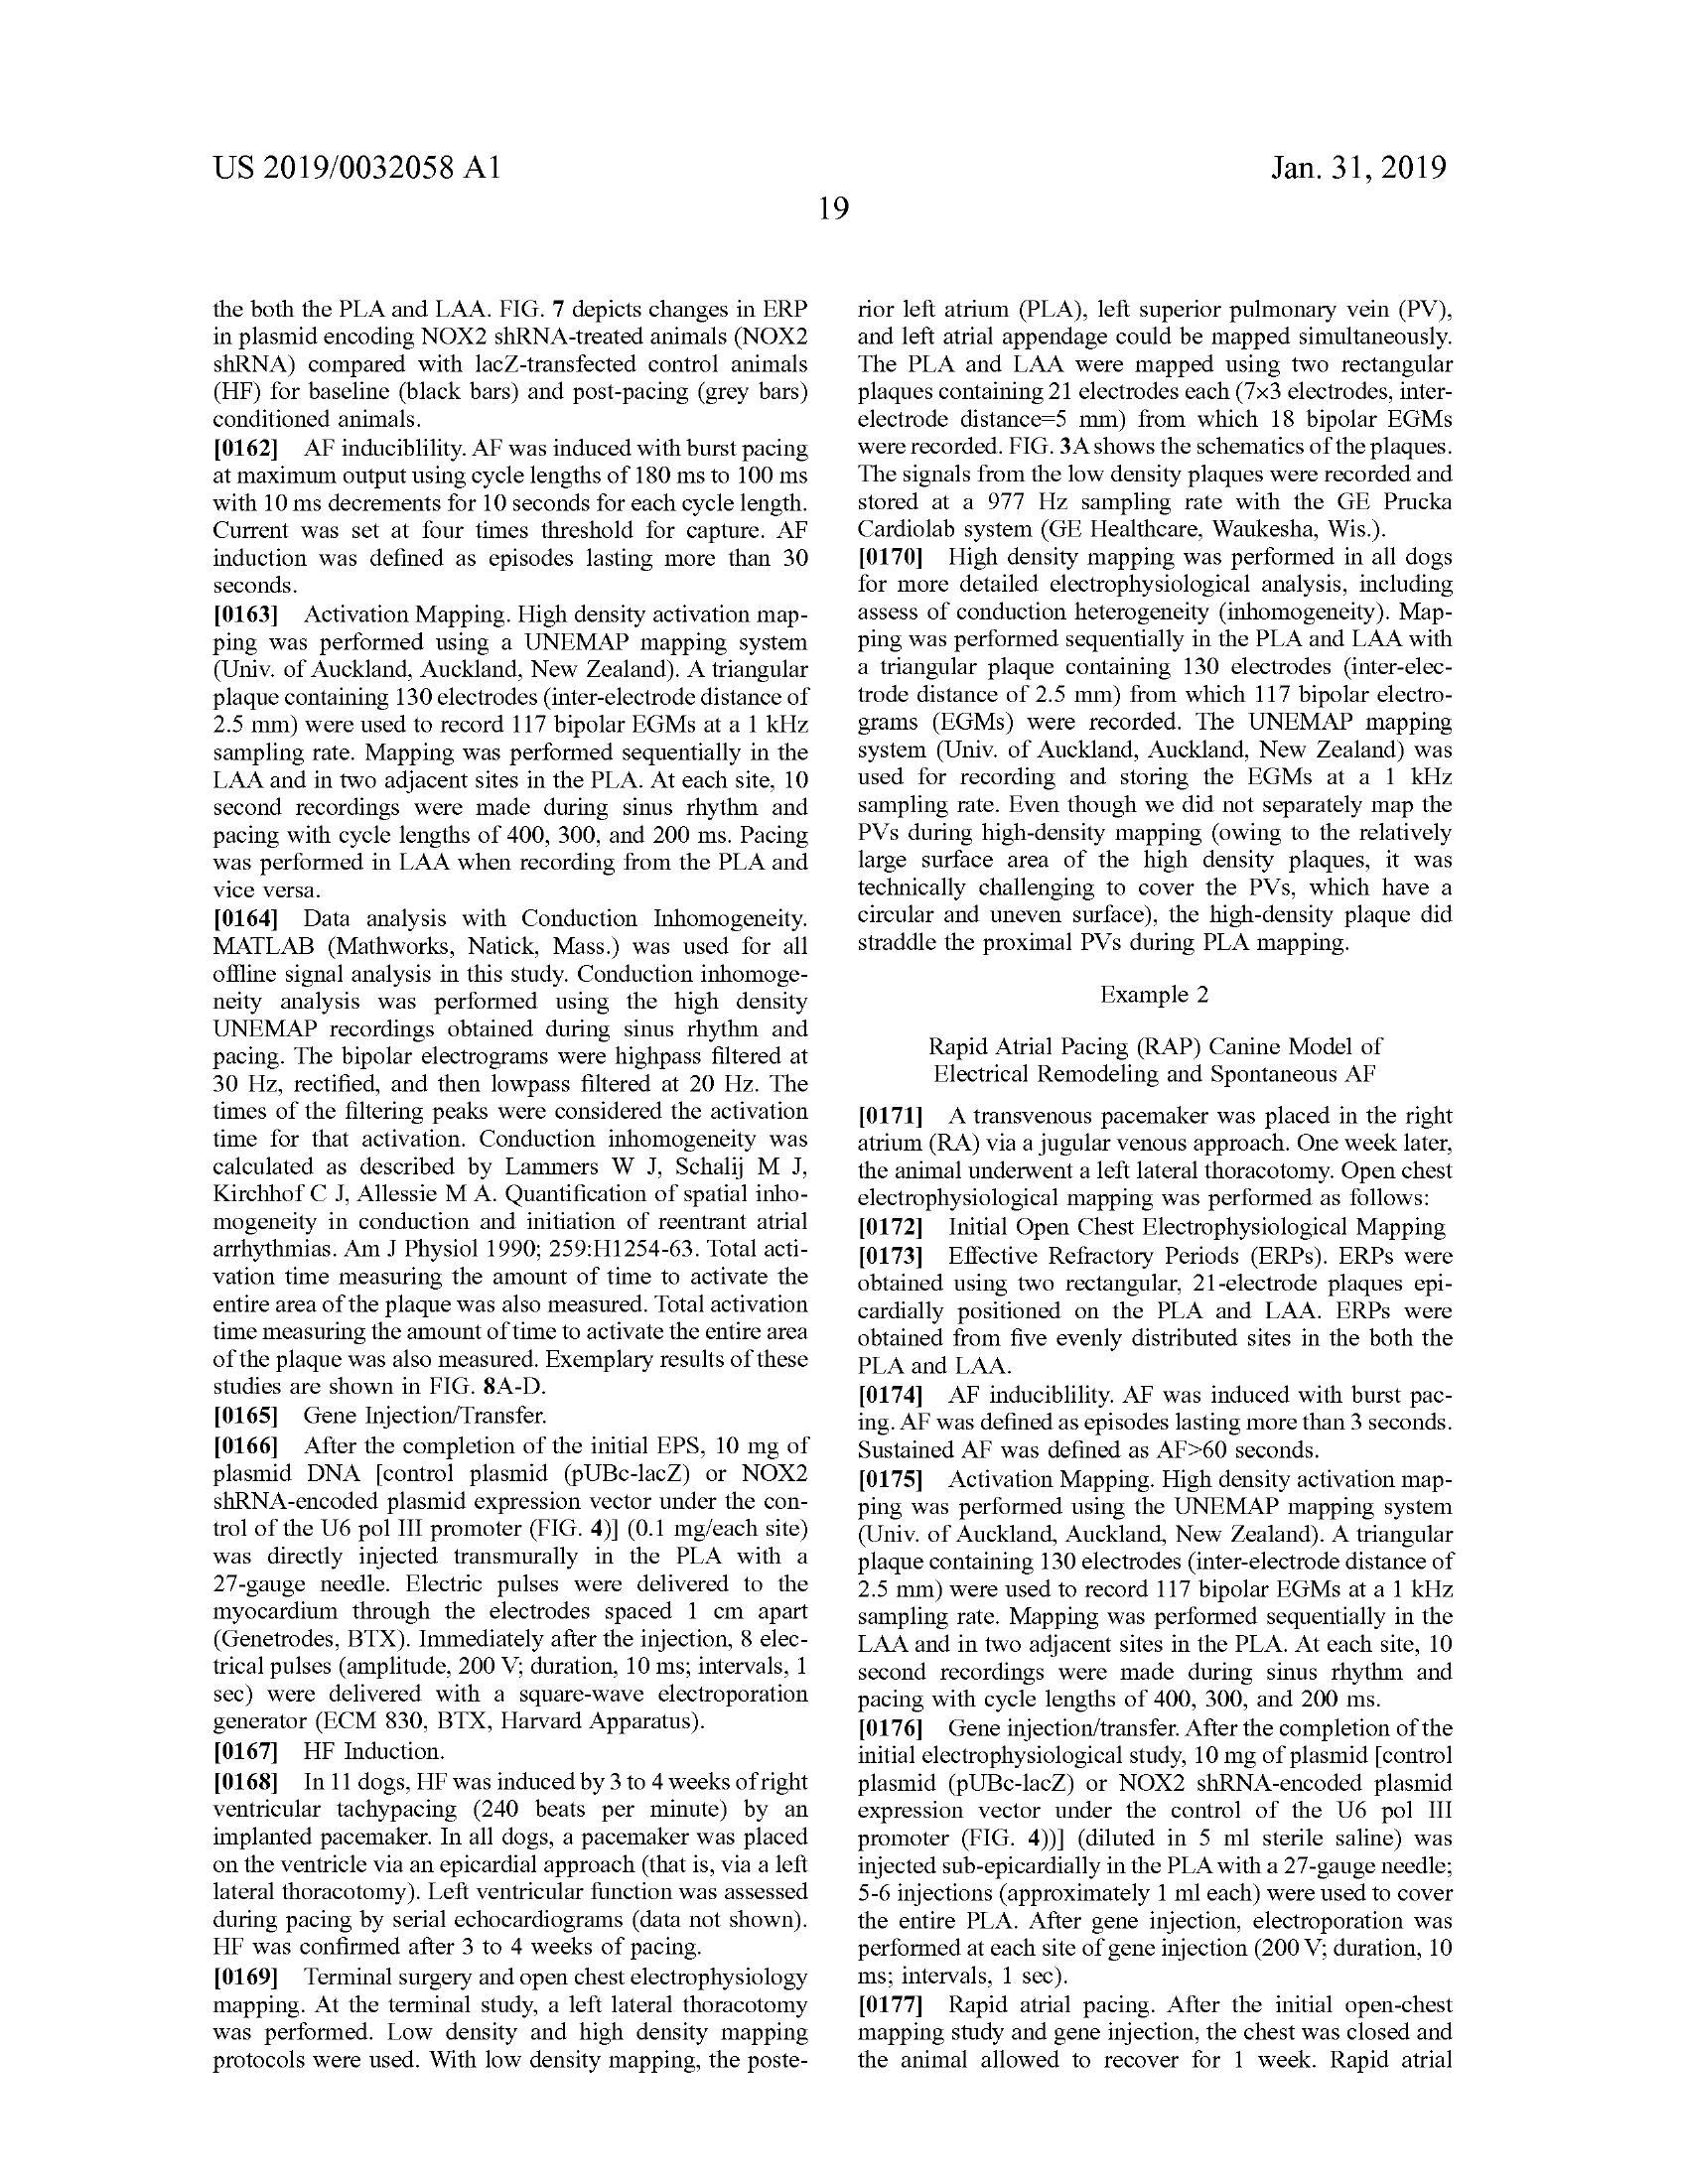 US 2019/0032058 A1
Jan. 31, 2019
19
the both the PLA and LAA. FIG. 7 depicts changes in ERP
in plasmid encoding NOX2 shRNA-treated animals (NOX2
shRNA) compared with lacZ-transfected control animals
(HF) for baseline (black bars) and post-pacing (grey bars)
conditioned animals.
[0162] AF induciblility. AF was induced with burst pacing
at maximum output using cycle lengths of 180 ms to 100 ms
with 10 ms decrements for 10 seconds for each cycle length.
Current was set at four times threshold for capture. AF
induction was defined as episodes lasting more than 30
seconds.
[0163] Activation Mapping. High density activation map-
ping was performed using a UNEMAP mapping system
(Univ. of Auckland, Auckland, New Zealand). A triangular
plaque containing 130 electrodes (inter-electrode distance of
2.5 mm) were used to record 117 bipolar EGMs at a 1 kHz
sampling rate. Mapping was performed sequentially in the
LAA and in two adjacent sites in the PLA. At each site, 10
second recordings were made during sinus rhythm and
pacing with cycle lengths of 400, 300, and 200 ms. Pacing
was performed in LAA when recording from the PLA and
vice versa.
[0164] Data analysis with Conduction Inhomogeneity.
MATLAB (Mathworks, Natick, Mass.) was used for all
offline signal analysis in this study. Conduction inhomoge-
neity analysis was performed using the high density
UNEMAP recordings obtained during sinus rhythm and
pacing. The bipolar electrograms were highpass filtered at
30 Hz, rectified, and then lowpass filtered at 20 Hz. The
times of the filtering peaks were considered the activation
time for that activation. Conduction inhomogeneity was
calculated as described by Lammers W J, Schalij M J,
Kirchhof C J, Allessie M A. Quantification of spatial inho-
mogeneity in conduction and initiation of reentrant atrial
arrhythmias. Am J Physiol 1990; 259:H1254-63. Total acti-
vation time measuring the amount of time to activate the
entire area of the plaque was also measured. Total activation
time measuring the amount of time to activate the entire area
of the plaque was also measured. Exemplary results of these
studies are shown in FIG. 8A-D.
[0165] Gene Injection/Transfer.
[0166] After the completion of the initial EPS, 10 mg of
plasmid DNA [control plasmid (pUBc-lacZ) or NOX2
shRNA-encoded plasmid expression vector under the con-
trol of the U6 pol III promoter (FIG. 4)] (0.1 mg/each site)
was directly injected transmurally in the PLA with a
27-gauge needle. Electric pulses were delivered to the
myocardium through the electrodes spaced 1 cm apart
(Genetrodes, BTX). Immediately after the injection, 8 elec-
trical pulses (amplitude, 200 V; duration, 10 ms; intervals, 1
sec) were delivered with a square-wave electroporation
generator (ECM 830, BTX, Harvard Apparatus).
[0167] HF Induction.
[0168] In 11 dogs, HF was induced by 3 to 4 weeks of right
ventricular tachypacing (240 beats per minute) by an
implanted pacemaker. In all dogs, a pacemaker was placed
on the ventricle via an epicardial approach (that is, via a left
lateral thoracotomy). Left ventricular function was assessed
during pacing by serial echocardiograms (data not shown).
HF was confirmed after 3 to 4 weeks of pacing.
[0169] Terminal surgery and open chest electrophysiology
mapping. At the terminal study, a left lateral thoracotomy
was performed. Low density and high density mapping
protocols were used. With low density mapping, the poste-
rior left atrium (PLA), left superior pulmonary vein (PV),
and left atrial appendage could be mapped simultaneously.
The PLA and LAA were mapped using two rectangular
plaques containing 21 electrodes each (7x3 electrodes, inter-
electrode distance=5 mm) from which 18 bipolar EGMs
were recorded. FIG. 3A shows the schematics of the plaques.
The signals from the low density plaques were recorded and
stored at a 977 Hz sampling rate with the GE Prucka
Cardiolab system (GE Healthcare, Waukesha, Wis.).
[0170] High density mapping was performed in all dogs
for more detailed electrophysiological analysis, including
assess of conduction heterogeneity (inhomogeneity). Map-
ping was performed sequentially in the PLA and LAA with
a triangular plaque containing 130 electrodes (inter-elec-
trode distance of 2.5 mm) from which 117 bipolar electro-
grams (EGMs) were recorded. The UNEMAP mapping
system (Univ. of Auckland, Auckland, New Zealand) was
used for recording and storing the EGMs at a 1 kHz
sampling rate. Even though we did not separately map the
PVs during high-density mapping (owing to the relatively
large surface area of the high density plaques, it was
technically challenging to cover the PVs, which have a
circular and uneven surface), the high-density plaque did
straddle the proximal PVs during PLA mapping.
Example 2
Rapid Atrial Pacing (RAP) Canine Model of
Electrical Remodeling and Spontaneous AF
[0171] A transvenous pacemaker was placed in the right
atrium (RA) via a jugular venous approach. One week later,
the animal underwent a left lateral thoracotomy. Open chest
electrophysiological mapping was performed as follows:
[0172] Initial Open Chest Electrophysiological Mapping
[0173] Effective Refractory Periods (ERPs). ERPs were
obtained using two rectangular, 21-electrode plaques epi-
cardially positioned on the PLA and LAA. ERPs were
obtained from five evenly distributed sites in the both the
PLA and LAA.
[0174] AF induciblility. AF was induced with burst pac-
ing. AF was defined as episodes lasting more than 3 seconds.
Sustained AF was defined as AF>60 seconds.
[0175] Activation Mapping. High density activation map-
ping was performed using the UNEMAP mapping system
(Univ. of Auckland, Auckland, New Zealand). A triangular
plaque containing 130 electrodes (inter-electrode distance of
2.5 mm) were used to record 117 bipolar EGMs at a 1 kHz
sampling rate. Mapping was performed sequentially in the
LAA and in two adjacent sites in the PLA. At each site, 10
second recordings were made during sinus rhythm and
pacing with cycle lengths of 400, 300, and 200 ms.
[0176] Gene injection/transfer. After the completion of the
initial electrophysiological study, 10 mg of plasmid [control
plasmid (pUBc-lacZ) or NOX2 shRNA-encoded plasmid
expression vector under the control of the U6 pol III
promoter (FIG. 4))] (diluted in 5 ml sterile saline) was
injected sub-epicardially in the PLA with a 27-gauge needle;
5-6 injections (approximately 1 ml each) were used to cover
the entire PLA. After gene injection, electroporation was
performed at each site of gene injection (200 V; duration, 10
ms; intervals, 1 sec).
[0177] Rapid atrial pacing. After the initial open-chest
mapping study and gene injection, the chest was closed and
the animal allowed to recover for 1 week. Rapid atrial